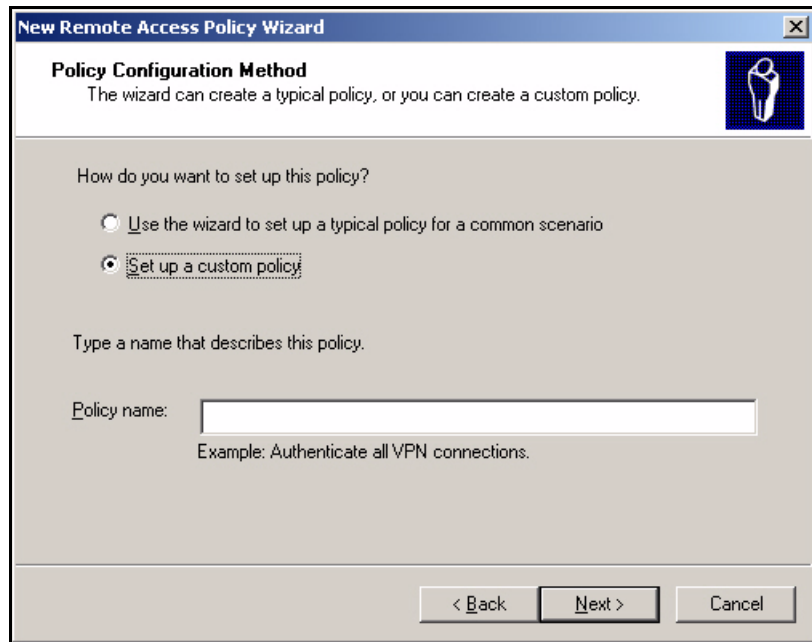 New Remote Access Policy Wizard
Policy Configuration Method
The wizard can create a typical policy, or you can create a custom policy.
How do you want to set up this policy?
Use the wizard to set up a typical policy for a common scenario
Set up a custom policy
Type a name that describes this policy.
Policy name:
Example: Authenticate all VPN connections.
< Back
Next >
Cancel